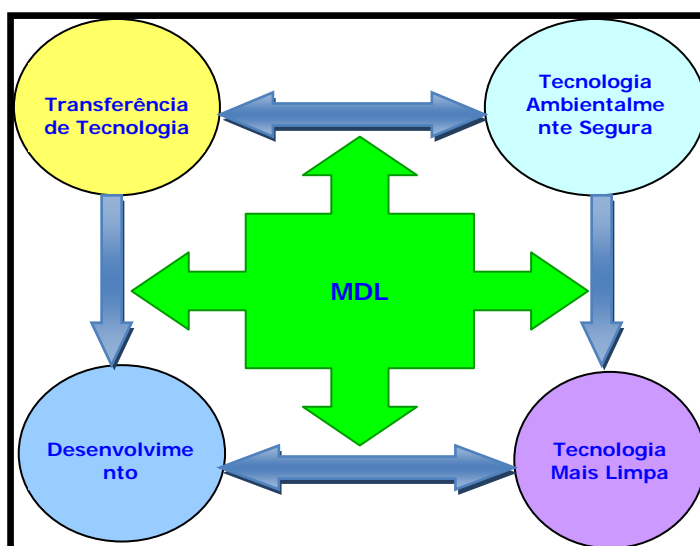 Transferência
de Tecnologia
Tecnologia
Ambientalme
nte Segura
MDL
Desenvolvime
nto
Tecnologia
Mais Limpa